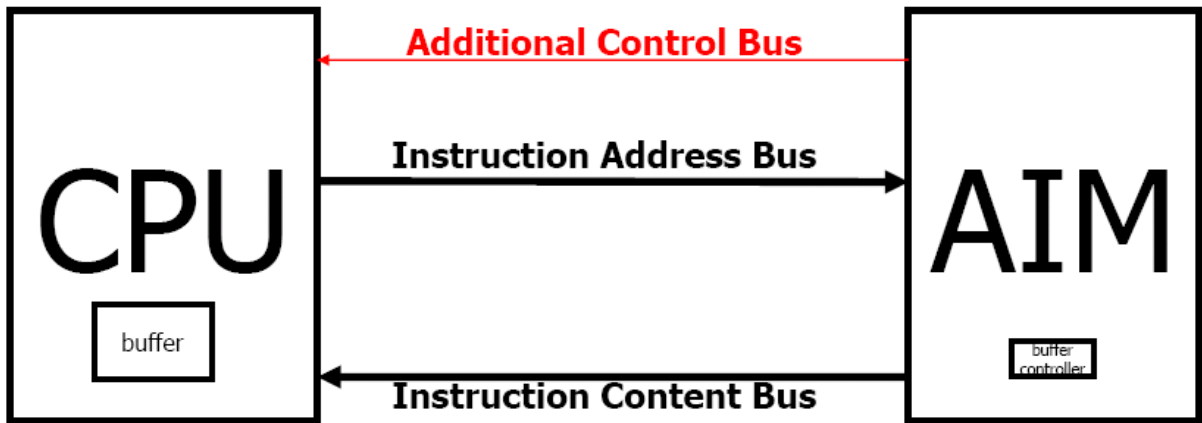 Additional Control Bus
Instruction Address Bus
CPU
AIM
buffer
buffer
controller
Instruction Content Bus